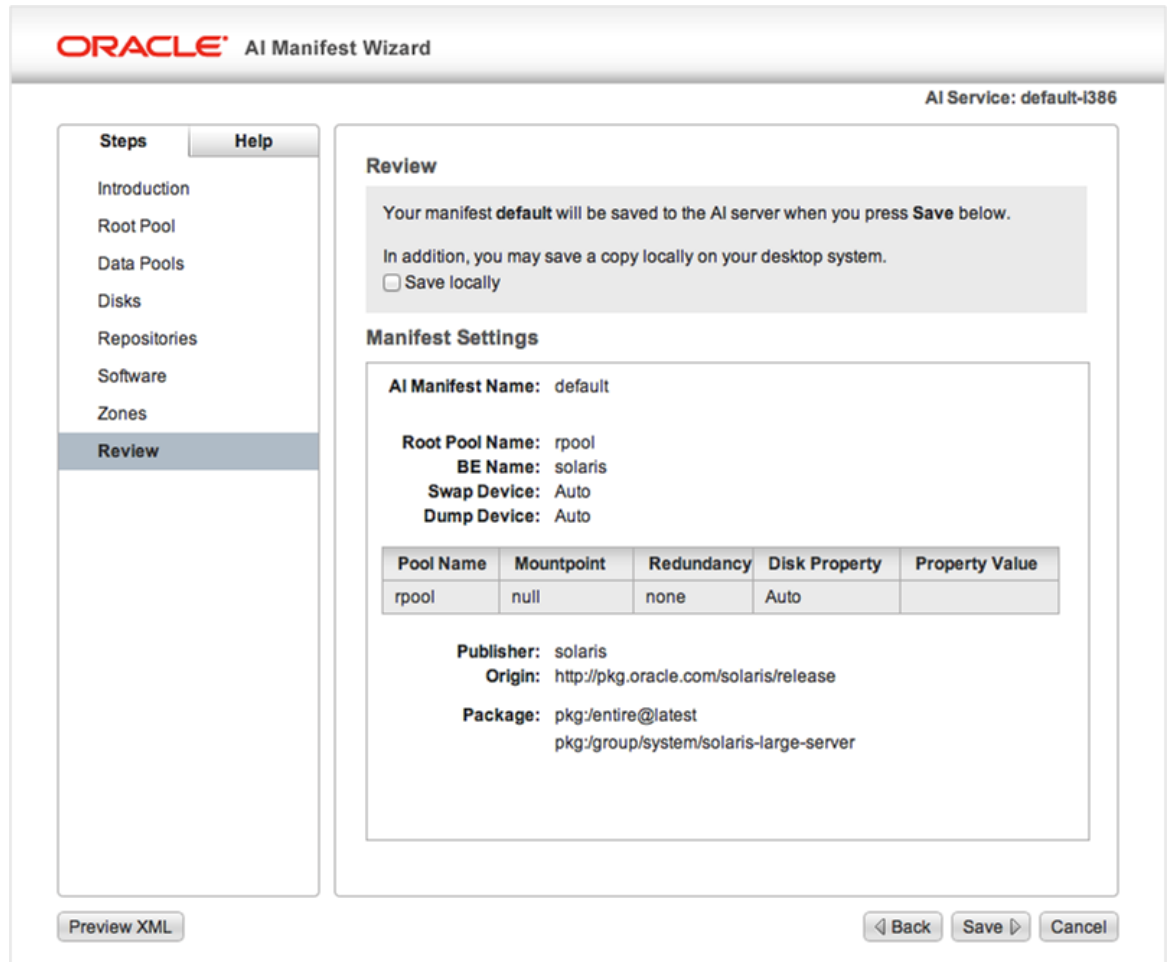 ORACLE AI Manifest Wizard
AI Service: default-i386
Steps Help
Introduction
Root Pool
Data Pools
Disks
Repositories
Software
Zones
Review
Review
Your manifest default will be saved to the AI server when you press Save below.
In addition, you may save a copy locally on your desktop system.
Save locally
Manifest Settings
AI Manifest Name: default
Root Pool Name: rpool
BE Name: solaris
Swap Device: Auto
Dump Device: Auto
Pool Name Mountpoint Redundancy Disk Property Property Value
rpool null none Auto
Publisher: solaris
Origin: http://pkg.oracle.com/solaris/release
Package: pkg:/entire@latest
pkg:/group/system/solaris-large-server
Preview XML Back Save Cancel